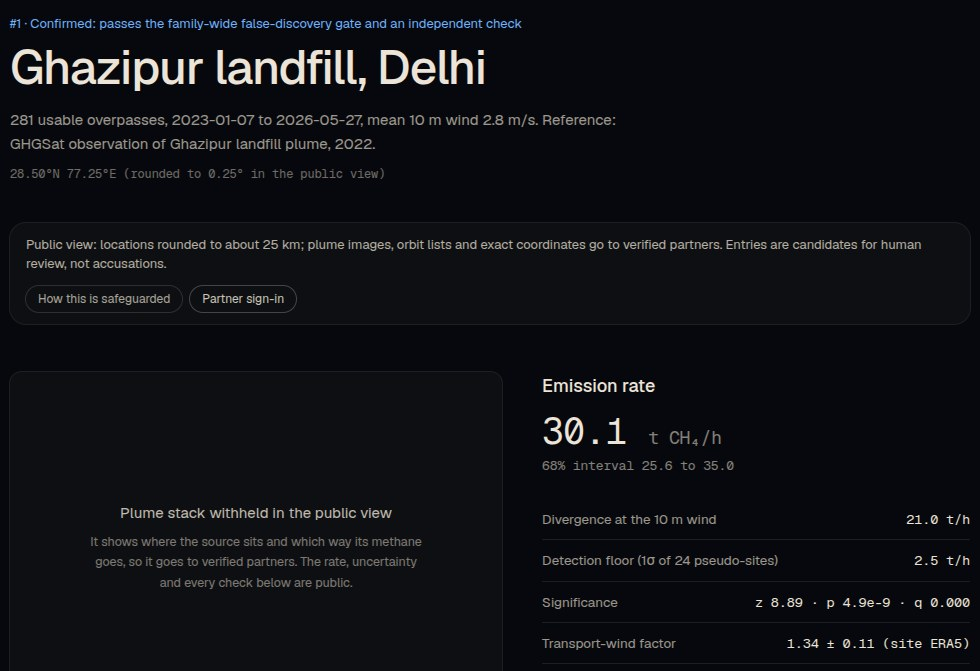 #1 · Confirmed: passes the family-wide false-discovery gate and an independent check
Ghazipur landfill, Delhi
281 usable overpasses, 2023-01-07 to 2026-05-27, mean 10 m wind 2.8 m/s. Reference:
GHGSat observation of Ghazipur landfill plume, 2022.
28.50°N 77.25°E (rounded to 0.25° in the public view)
Public view: locations rounded to about 25 km; plume images, orbit lists and exact coordinates go to verified partners. Entries are candidates for human
review, not accusations.
How this is safeguarded
Partner sign-in
Plume stack withheld in the public view
It shows where the source sits and which way its methane
goes, so it goes to verified partners. The rate, uncertainty
and every check below are public.
Emission rate
30.1 t CH₄/h
68% interval 25.6 to 35.0
Divergence at the 10 m wind 21.0 t/h
Detection floor (1σ of 24 pseudo-sites) 2.5 t/h
Significance z 8.89 · p 4.9e-9 · q 0.000
Transport-wind factor 1.34 ± 0.11 (site ERA5)